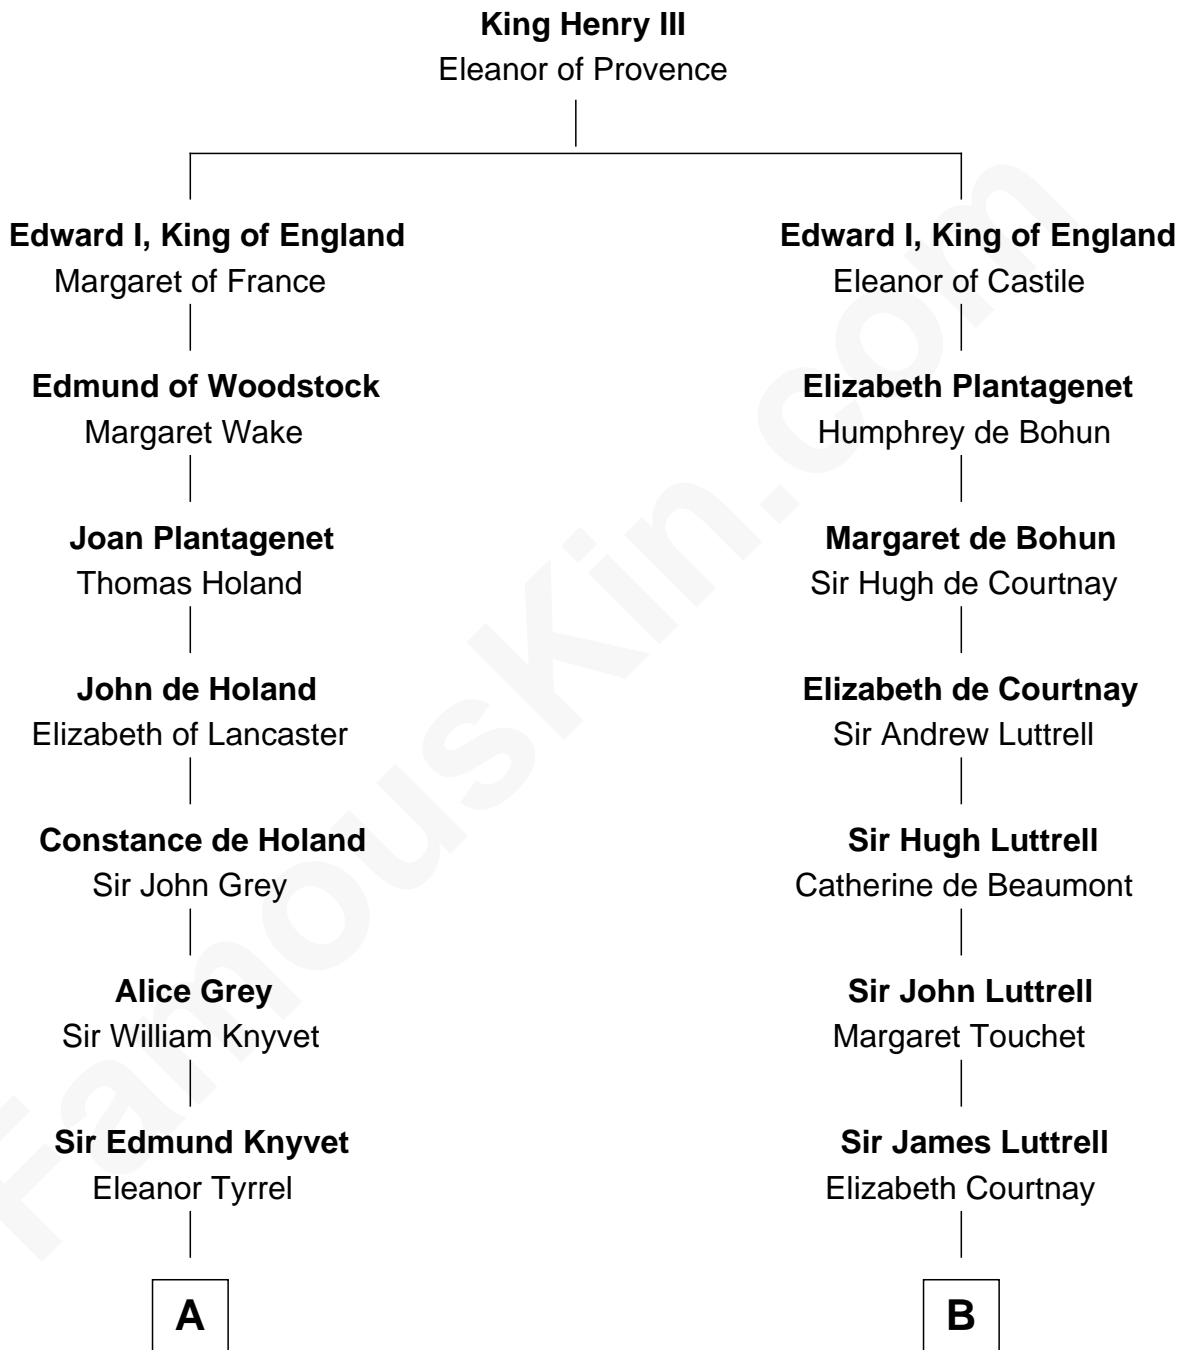 King Henry III
Eleanor of Provence
Edward I, King of England
Margaret of France
Edmund of Woodstock
Margaret Wake
Joan Plantagenet
Thomas Holand
John de Holand
Elizabeth of Lancaster
Constance de Holand
Sir John Grey
Alice Grey
Sir William Knyvet
Sir Edmund Knyvet
Eleanor Tyrrel
A
Edward I, King of England
Eleanor of Castile
Elizabeth Plantagenet
Humphrey de Bohun
Margaret de Bohun
Sir Hugh de Courtnay
Elizabeth de Courtnay
Sir Andrew Luttrell
Sir Hugh Luttrell
Catherine de Beaumont
Sir John Luttrell
Margaret Touchet
Sir James Luttrell
Elizabeth Courtnay
B
FamousKin.com